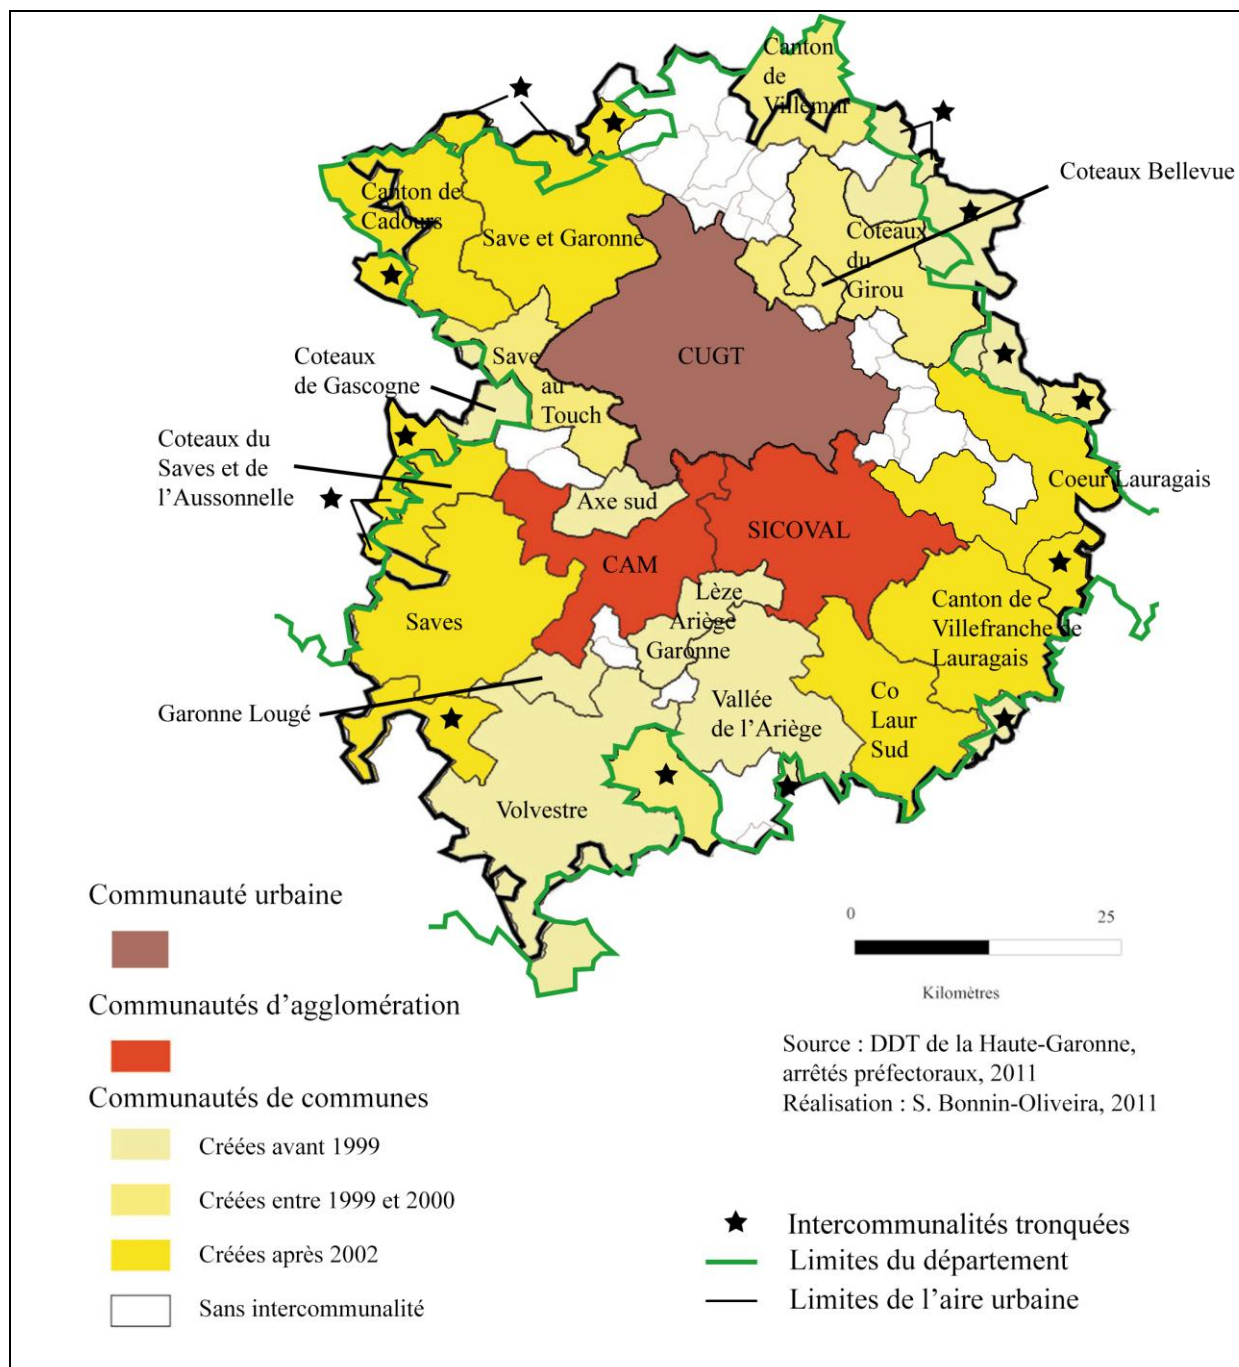 Canton
de
Villemur
Coteaux Bellevue
Canton de
Cadours
Save et Garonne
Coteaux
du
Girou
Coteaux
de Gascogne
Save
au
Touch
CUGT
Coteaux du
Saves et de
l'Aussonnelle
Coeur Lauragais
Axe sud
SICOVAL
CAM
Lèze
Ariège
Garonne
Saves
Canton de
Villefranche de
Lauragais
Garonne Lougé
Vallée
de l'Ariège
Co
Laur
Sud
Volvestre
Communauté urbaine
Communautés d'agglomération
Communautés de communes
Créées avant 1999
Créées entre 1999 et 2000
Créées après 2002
Sans intercommunalité
0 25
Kilomètres
Source : DDT de la Haute-Garonne,
arrêtés préfectoraux, 2011
Réalisation : S. Bonnin-Oliveira, 2011
Intercommunalités tronquées
Limites du département
Limites de l'aire urbaine